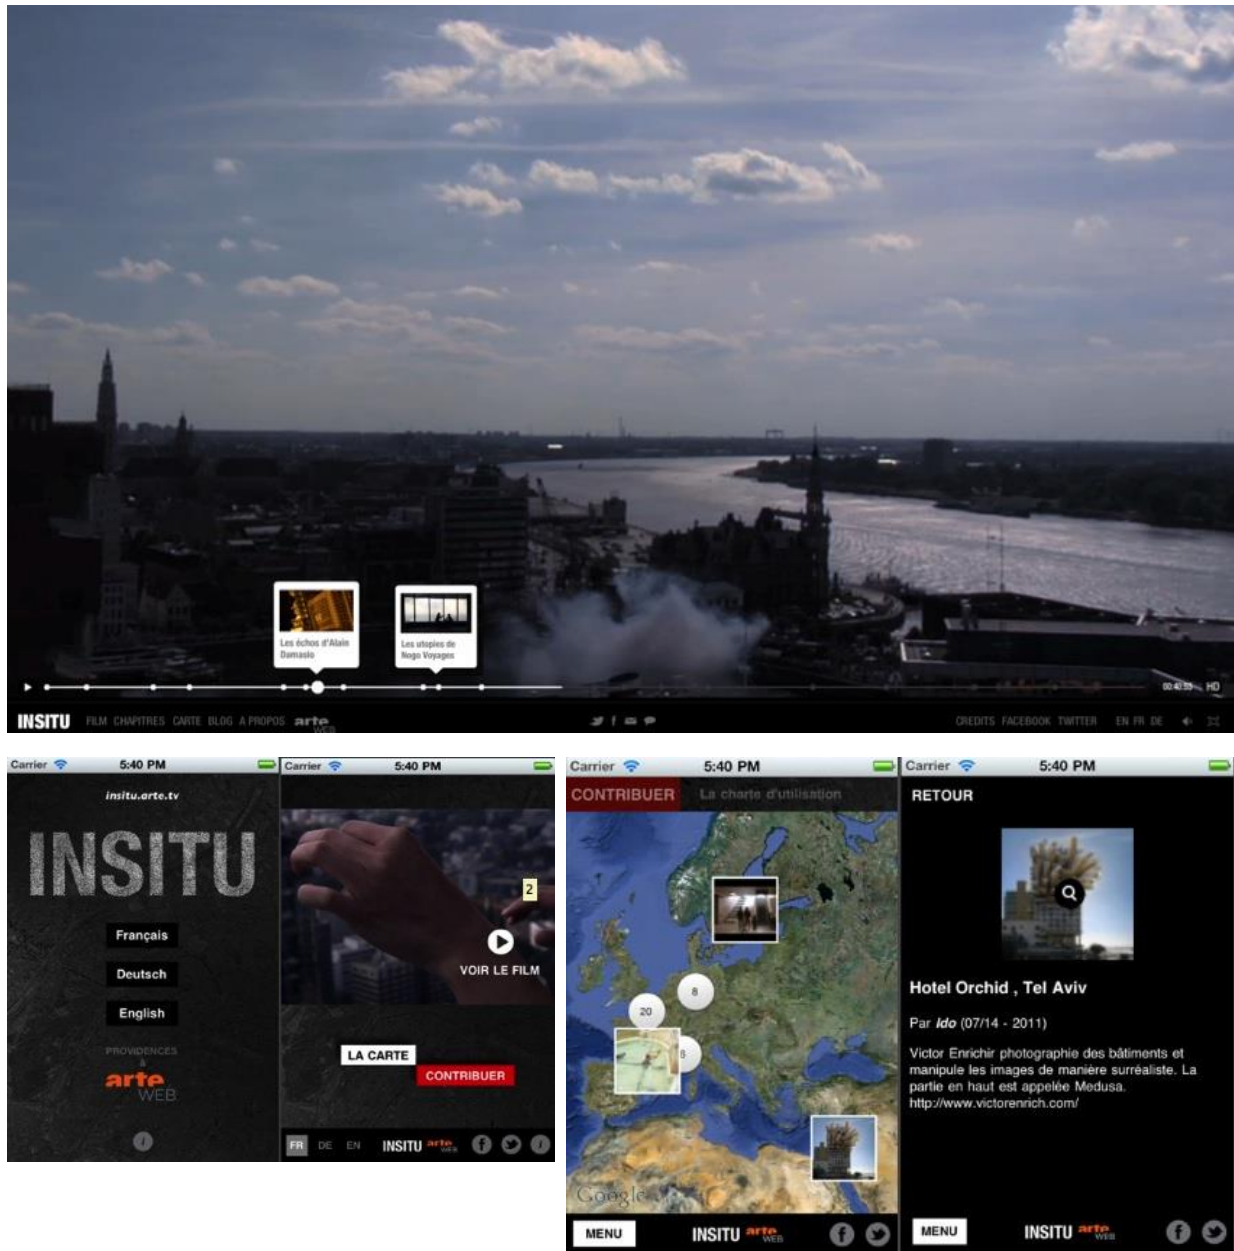 Les échos d'Alain
Damasio
Les utopies de
Nogo Voyages
00:40:55 HD
INSITU FILM CHAPITRES CARTE BLOG A PROPOS arte WEB CREDITS FACEBOOK TWITTER EN FR DE
Carrier 5:40 PM
insitu.arte.tv
INSITU
Français
Deutsch
English
PROVIDENCES
&
arte
WEB
i
Carrier 5:40 PM
2
VOIR LE FILM
LA CARTE
CONTRIBUER
FR DE EN INSITU arte WEB f i
Carrier 5:40 PM
CONTRIBUER La charte d'utilisation
8
20
Google
MENU INSITU arte WEB f
Carrier 5:40 PM
RETOUR
Hotel Orchid , Tel Aviv
Par Ido (07/14 - 2011)
Victor Enrichir photographie des bâtiments et
manipule les images de manière surréaliste. La
partie en haut est appelée Medusa.
http://www.victorenrich.com/
MENU INSITU arte WEB f